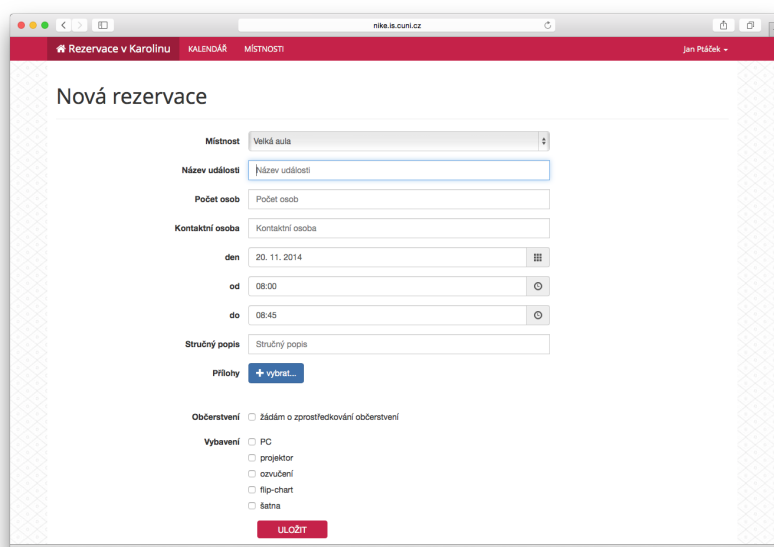 nike.is.cuni.cz
Rezervace v Karolinu KALENDÁŘ MÍSTNOSTI Jan Ptáček
Nová rezervace
Místnost Velká aula
Název události Název události
Počet osob Počet osob
Kontaktní osoba Kontaktní osoba
den 20. 11. 2014
od 08:00
do 08:45
Stručný popis Stručný popis
Přílohy + vybrat...
Občerstvení žádám o zprostředkování občerstvení
Vybavení PC
projektor
ozvučení
flip-chart
šatna
ULOŽIT